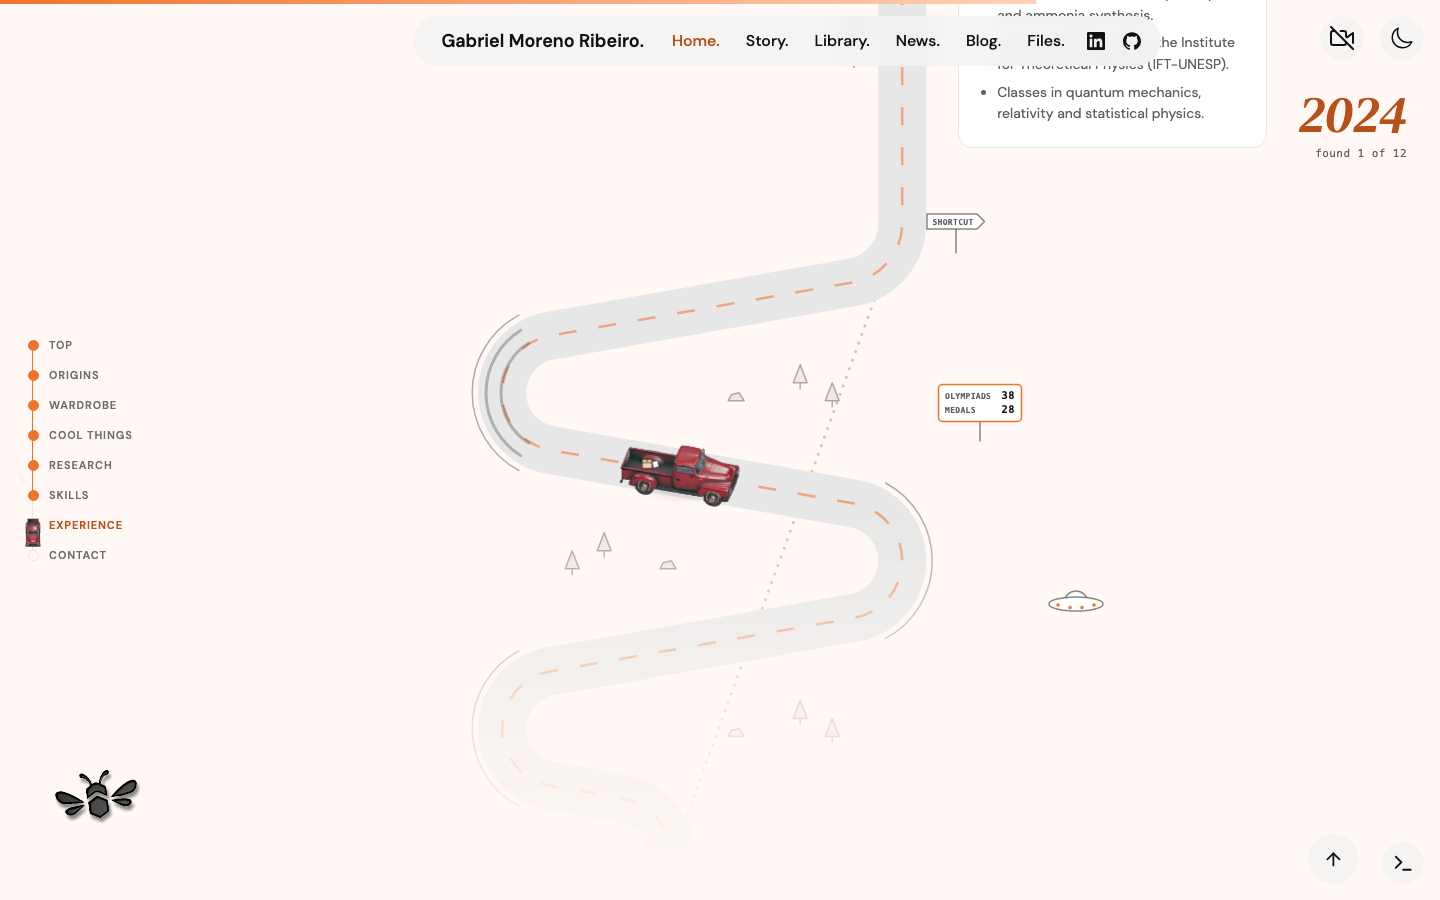 and ammonia synthesis.
Gabriel Moreno Ribeiro. Home. Story. Library. News. Blog. Files.
the Institute
for Theoretical Physics (IFT-UNESP).
Classes in quantum mechanics,
relativity and statistical physics.
2024
found 1 of 12
SHORTCUT
TOP
ORIGINS
WARDROBE
COOL THINGS
RESEARCH
SKILLS
EXPERIENCE
CONTACT
OLYMPIADS 38
MEDALS 28